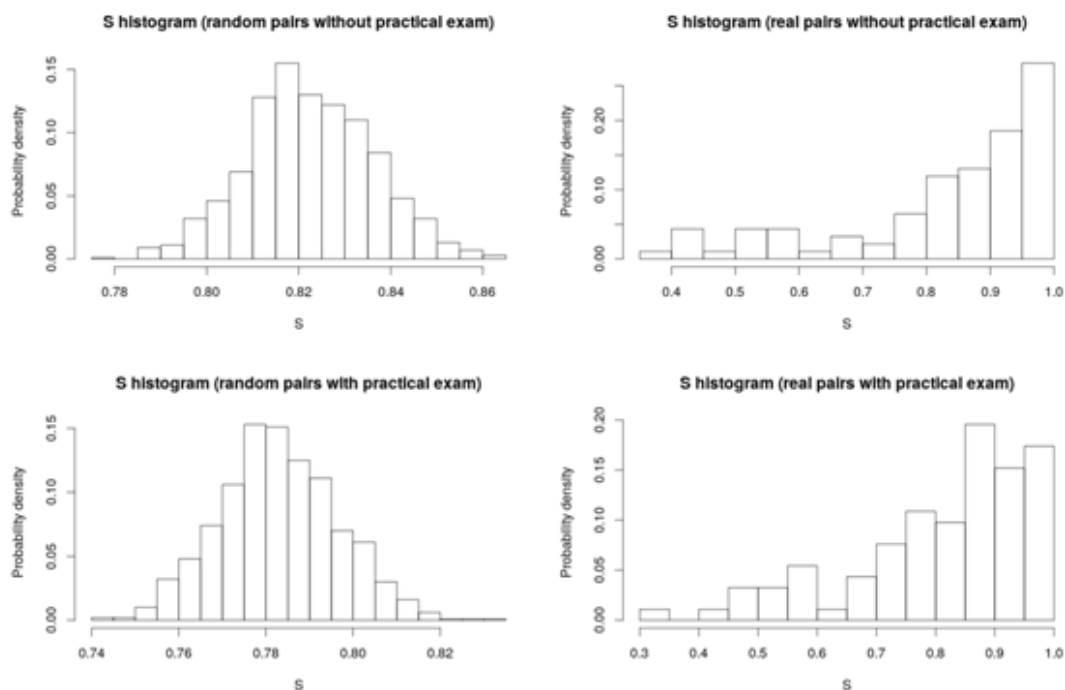 S histogram (random pairs without practical exam)
Probability density
0.00 0.05 0.10 0.15
0.78 0.80 0.82 0.84 0.86
S
S histogram (real pairs without practical exam)
Probability density
0.00 0.10 0.20
0.4 0.5 0.6 0.7 0.8 0.9 1.0
S
S histogram (random pairs with practical exam)
Probability density
0.00 0.05 0.10 0.15
0.74 0.76 0.78 0.80 0.82
S
S histogram (real pairs with practical exam)
Probability density
0.00 0.05 0.10 0.15 0.20
0.3 0.4 0.5 0.6 0.7 0.8 0.9 1.0
S